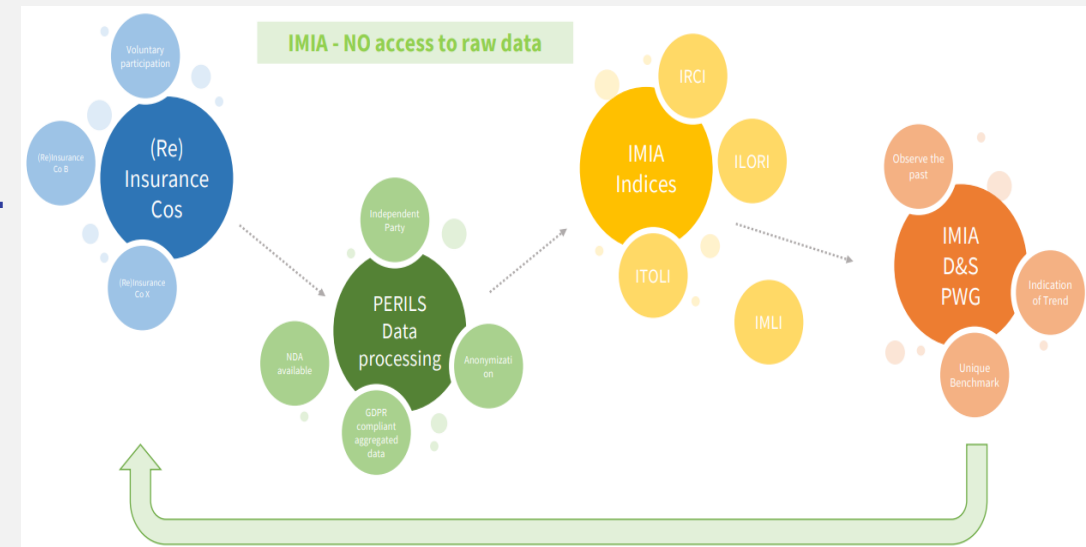 IMIA - NO access to raw data
Voluntary
participation
(Re)Insurance
Co B
(Re)
Insurance
Cos
(Re)Insurance
Co X
Independent
Party
PERILS
Data
processing
NDA
available
Anonymizati
on
GDPR
compliant
aggregated
data
IRCI
IMIA
Indices
ILORI
ITOLI
IMLI
Observe the
past
IMIA
D&S
PWG
Indication
of Trend
Unique
Benchmark